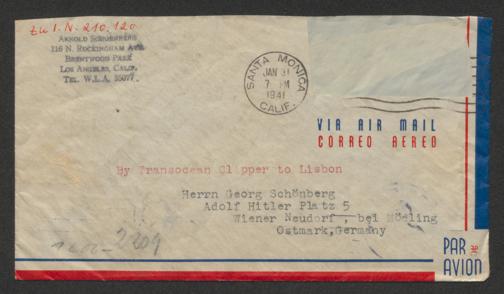 zu I.N. 210.120
ARNOLD SCHOENBERG
116 N. ROCKINGHAM AVE.
BRENTWOOD PARK
LOS ANGELES, CALIF.
TEL. W.L.A. 35077
SANTA MONICA
JAN 31
7 PM
1941
CALIF.
VIA AIR MAIL
CORREO AEREO
By Transocean Clipper to Lisbon
Herrn Georg Schönberg
Adolf Hitler Platz 5
Wiener Neudorf, bei Mödling
Ostmark,Germany
2209
PAR
AVION